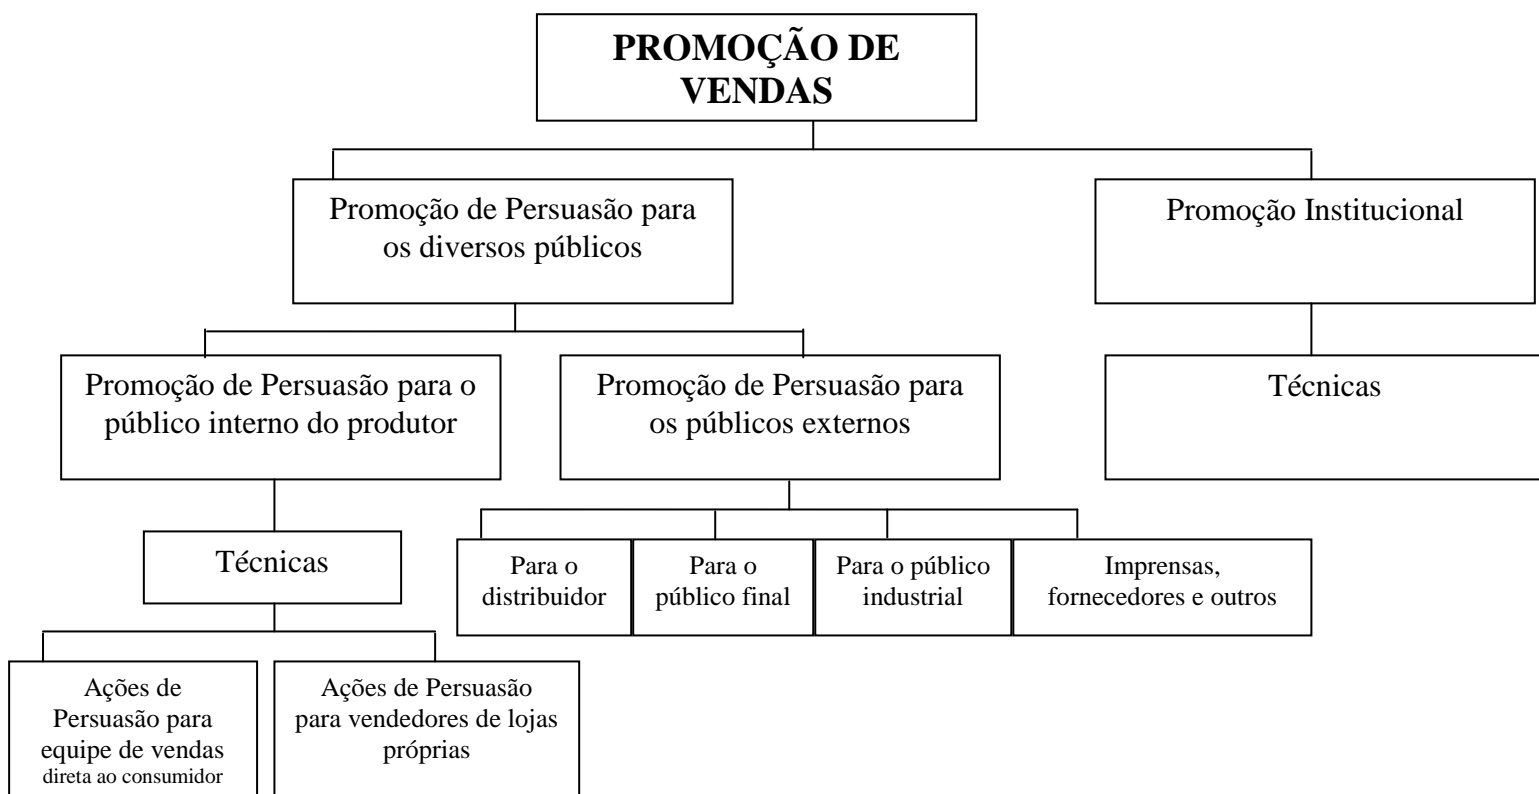 PROMOÇÃO DE
VENDAS
Promoção de Persuasão para
os diversos públicos
Promoção Institucional
Promoção de Persuasão para o
público interno do produtor
Promoção de Persuasão para
os públicos externos
Técnicas
Técnicas
Para o
distribuidor
Para o
público final
Para o público
industrial
Imprensas,
fornecedores e outros
Ações de
Persuasão para
equipe de vendas
direta ao consumidor
Ações de Persuasão
para vendedores de lojas
próprias